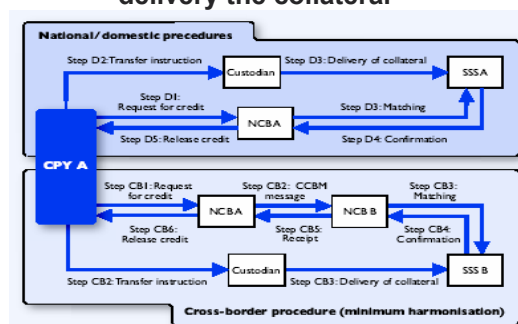 delivery the collateral
National/domestic procedures
Step D2:Transfer instruction
Custodian
Step D3: Delivery of collateral
SSSA
Step D1:
Request for credit
NCBA
Step D3: Matching
Step D5: Release credit
Step D4: Confirmation
CPY A
Step CB1: Request
for credit
NCBA
Step CB2: CCBM
message
NCB B
Step CB3:
Matching
Step CB6:
Release credit
Step CB5:
Receipt
Step CB4:
Confirmation
Step CB2: Transfer instruction
Custodian
Step CB3: Delivery of collateral
SSS B
Cross-border procedure (minimum harmonisation)